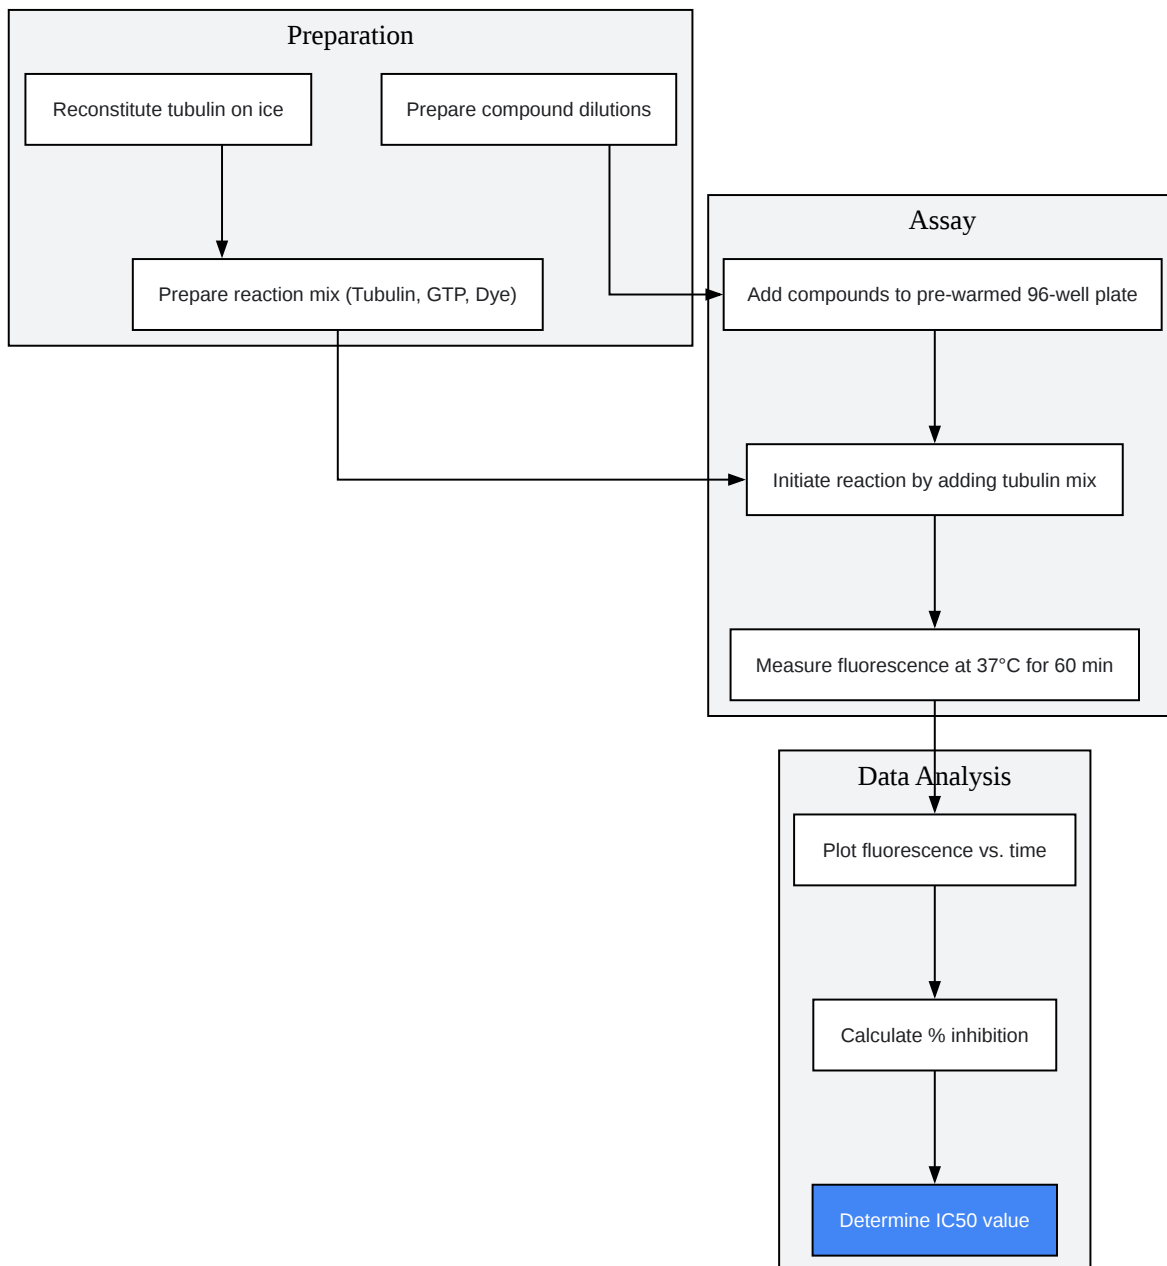 Preparation
Reconstitute tubulin on ice
Prepare compound dilutions
Prepare reaction mix (Tubulin, GTP, Dye)
Assay
Add compounds to pre-warmed 96-well plate
Initiate reaction by adding tubulin mix
Measure fluorescence at 37°C for 60 min
Data Analysis
Plot fluorescence vs. time
Calculate % inhibition
Determine IC50 value